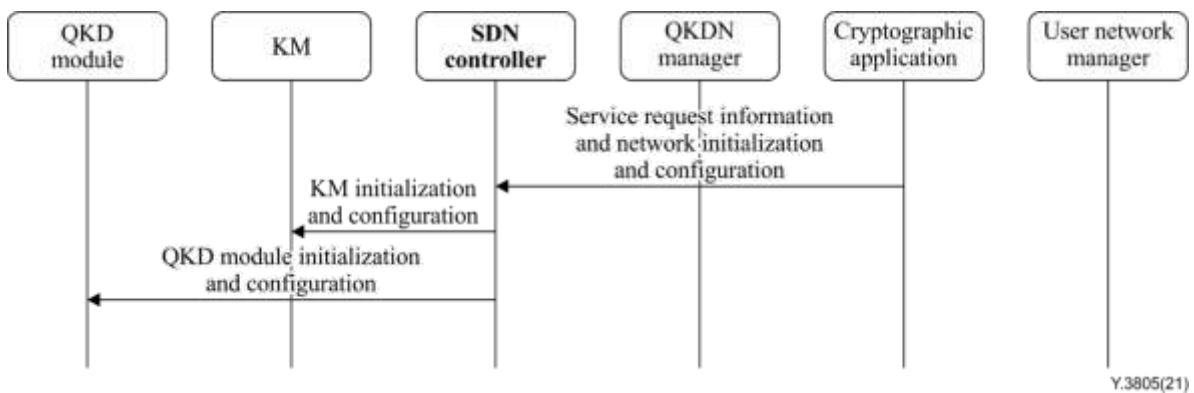 QKD
module
KM
SDN
controller
QKDN
manager
Cryptographic
application
User network
manager
Service request information
and network initialization
and configuration
KM initialization
and configuration
QKD module initialization
and configuration
Y.3805(21)